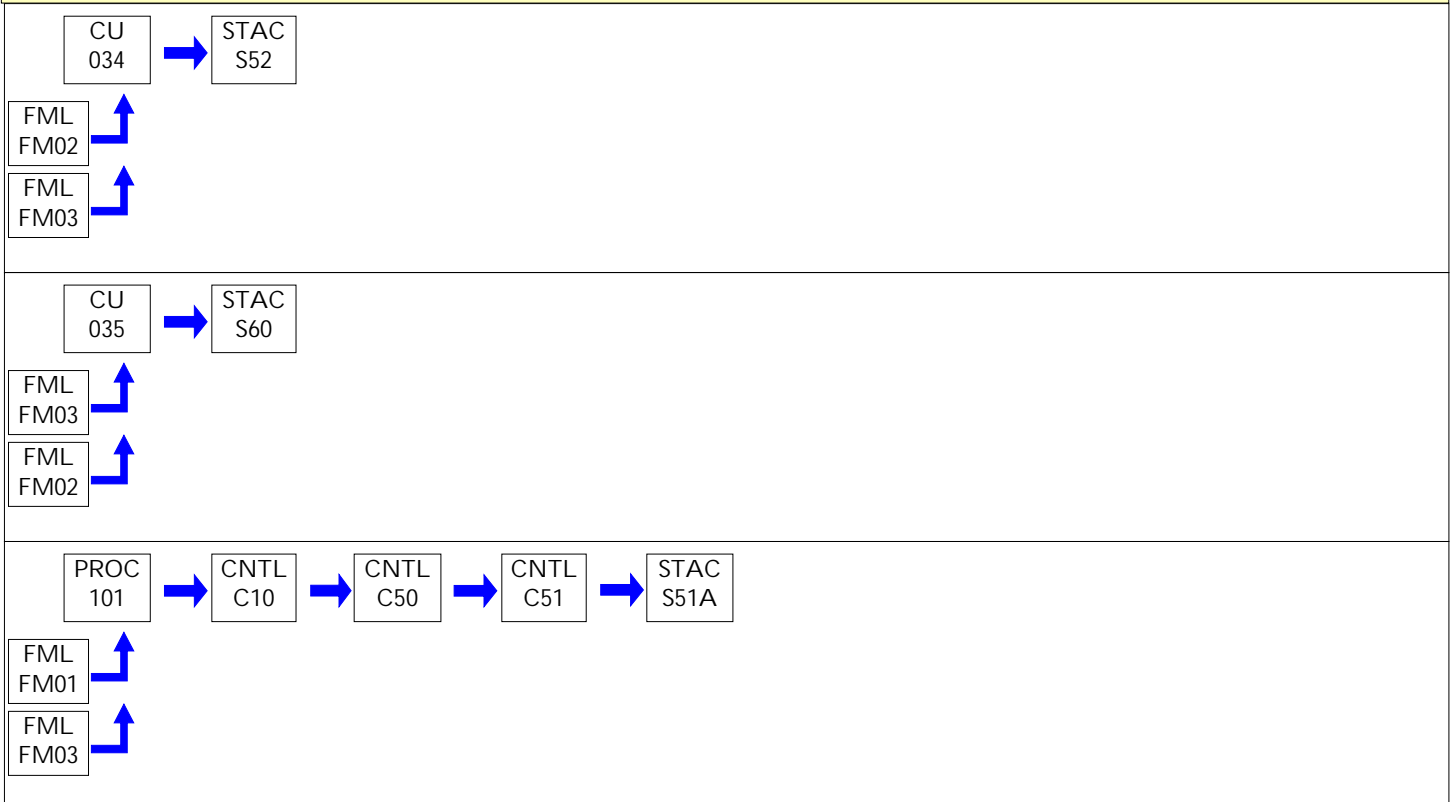 CU
034
STAC
S52
FML
FM02
FML
FM03
CU
035
STAC
S60
FML
FM03
FML
FM02
PROC
101
CNTL
C10
CNTL
C50
CNTL
C51
STAC
S51A
FML
FM01
FML
FM03